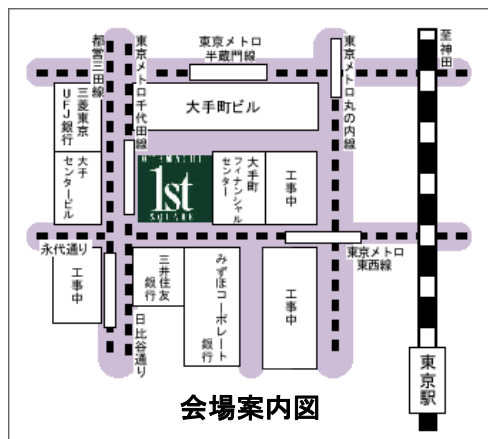 都営三田線
東京メトロ千代田線
東京メトロ
半蔵門線
東京メトロ丸の内線
至神田
三菱東京
UFJ銀行
大手町ビル
大手
センタービル
1st
SQUARE
大手町
フィナンシャル
センター
工事中
永代通り
東京メトロ
東西線
工事中
三井住友
銀行
みずほコーポレート
銀行
工事中
日比谷通り
東京駅
会場案内図